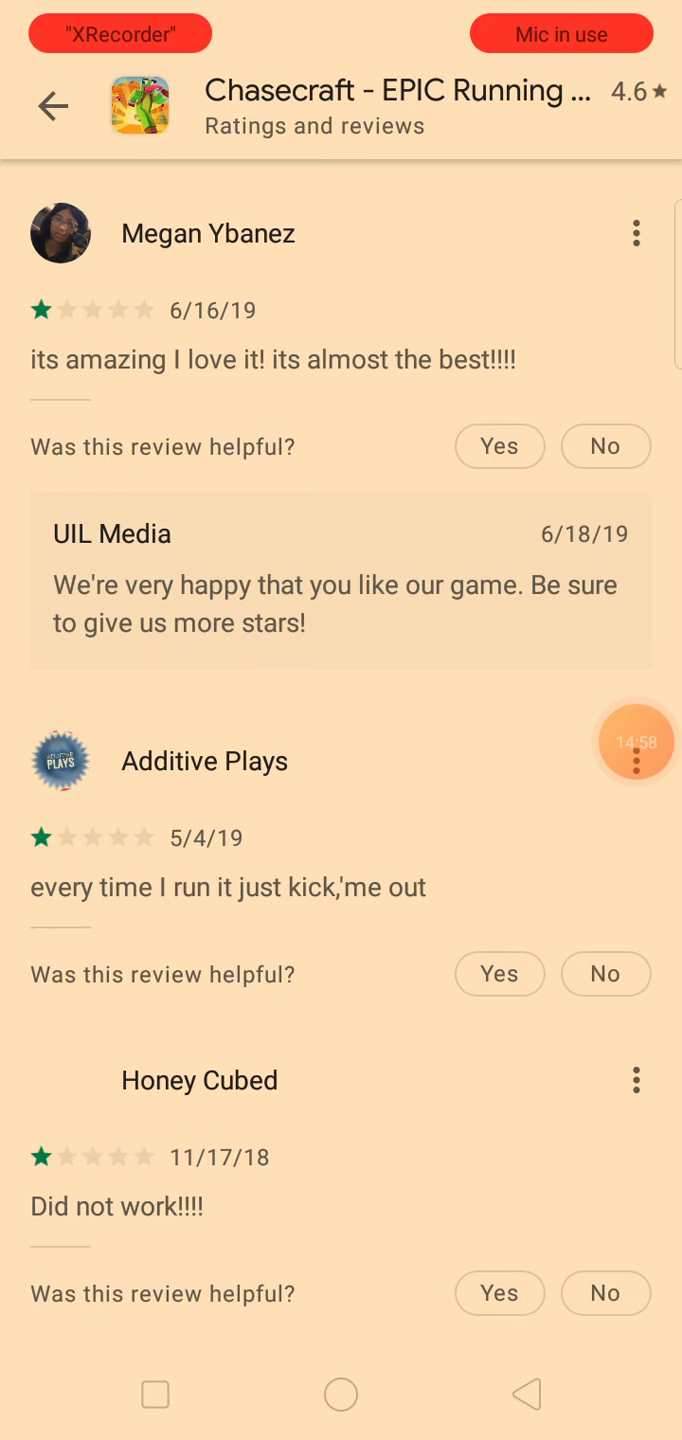 "XRecorder"
Mic in use
Chasecraft - EPIC Running ...
4.6★
Ratings and reviews
Megan Ybanez
6/16/19
its amazing I love it! its almost the best!!!!
Was this review helpful?
Yes
No
UIL Media
6/18/19
We're very happy that you like our game. Be sure
to give us more stars!
PLAYS
Additive Plays
14:58
5/4/19
every time I run it just kick,'me out
Was this review helpful?
Yes
No
Honey Cubed
11/17/18
Did not work!!!!
Was this review helpful?
Yes
No